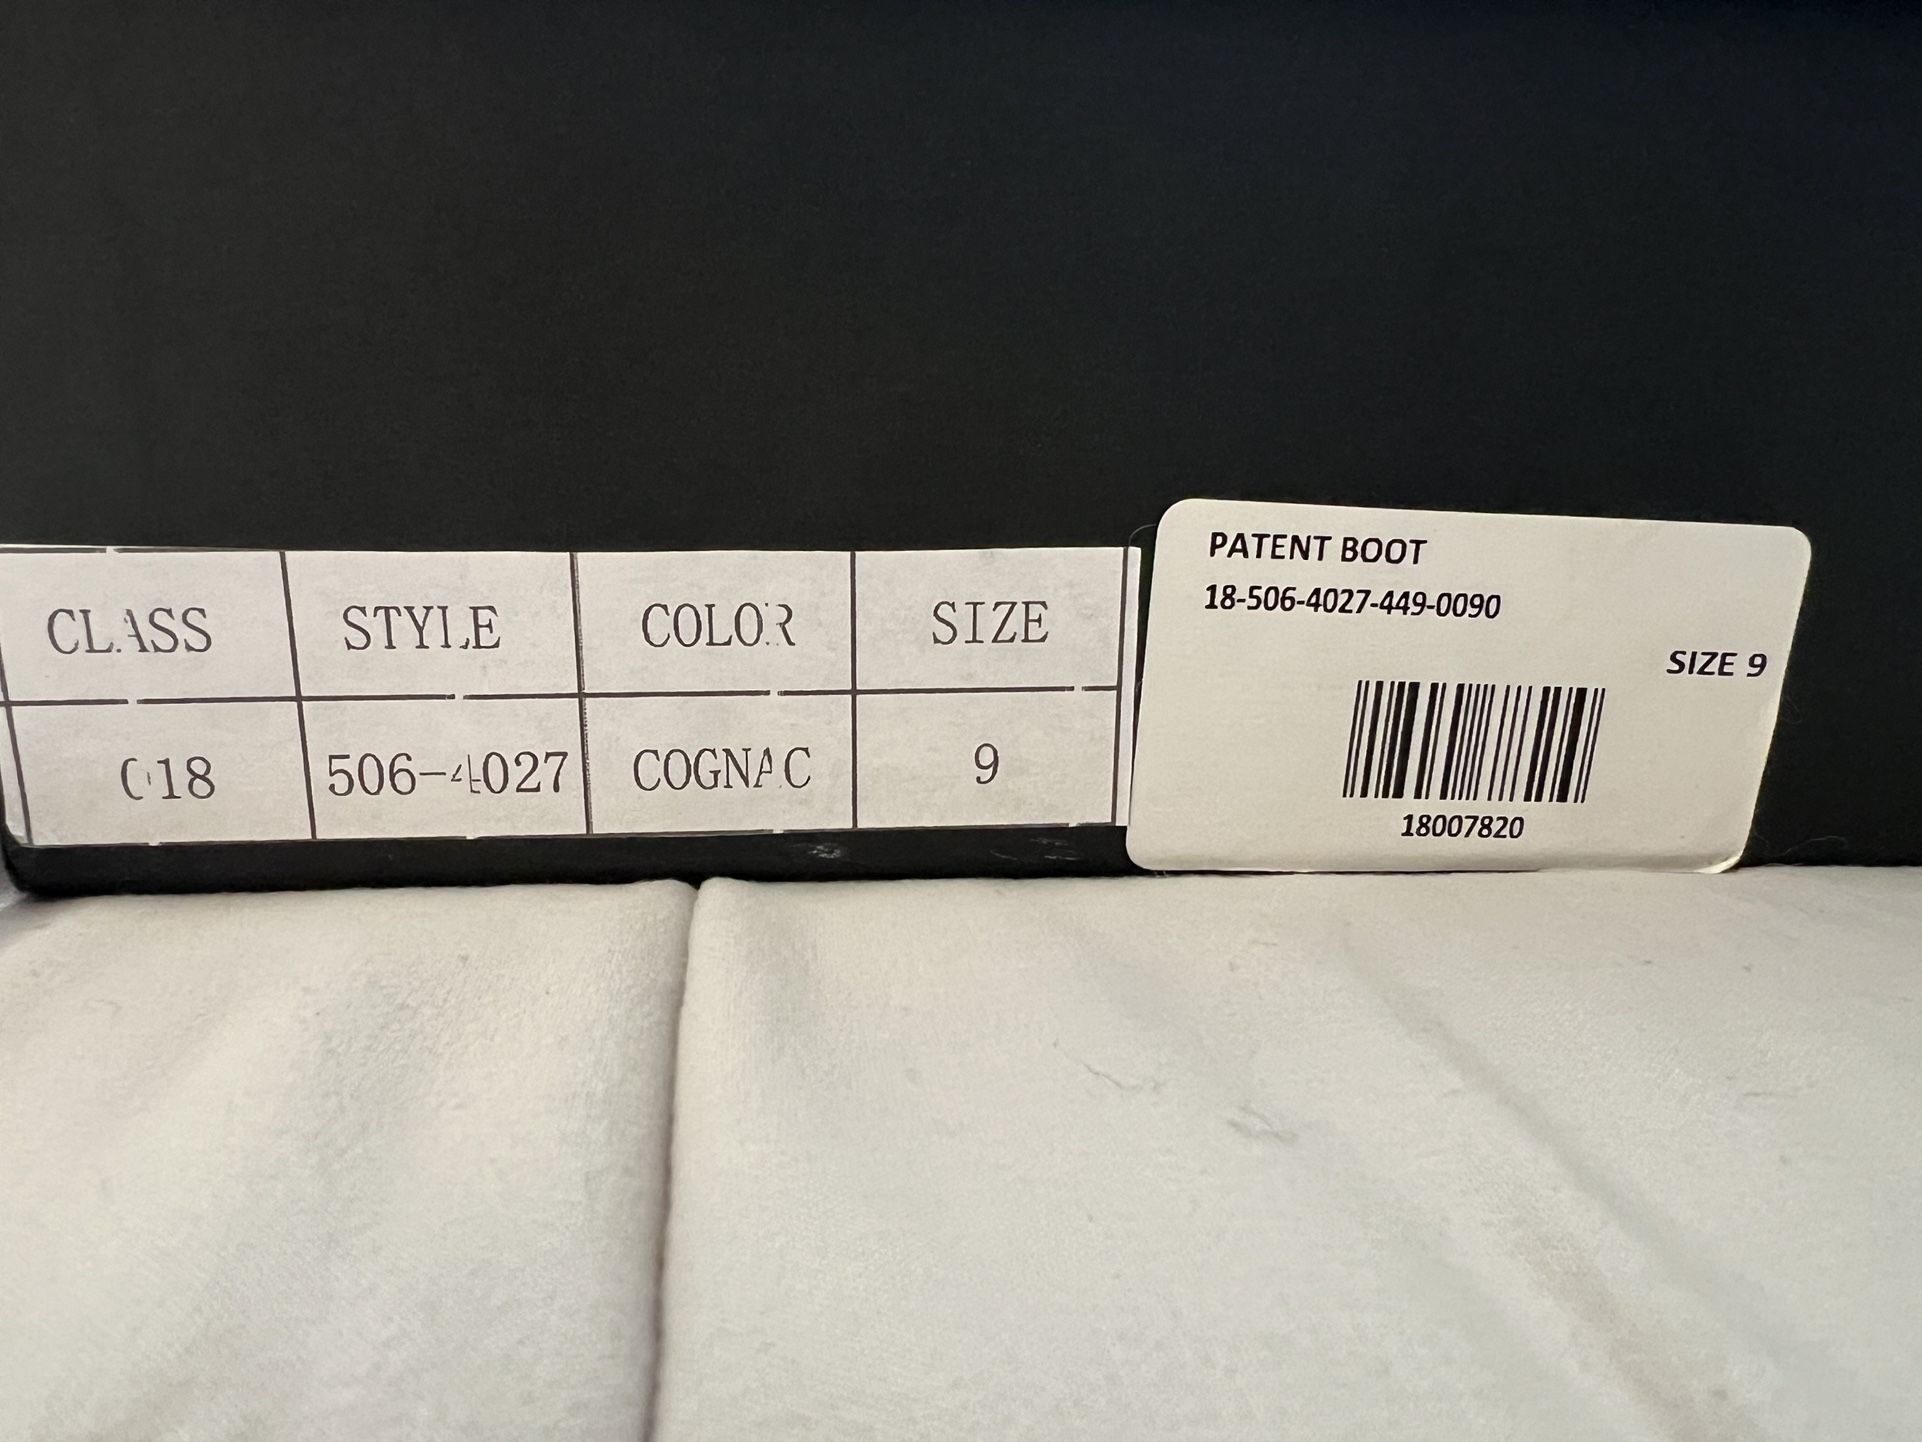 CLASS STYLE COLOR SIZE
018 506-4027 COGNAC 9
PATENT BOOT
18-506-4027-449-0090
SIZE 9
18007820